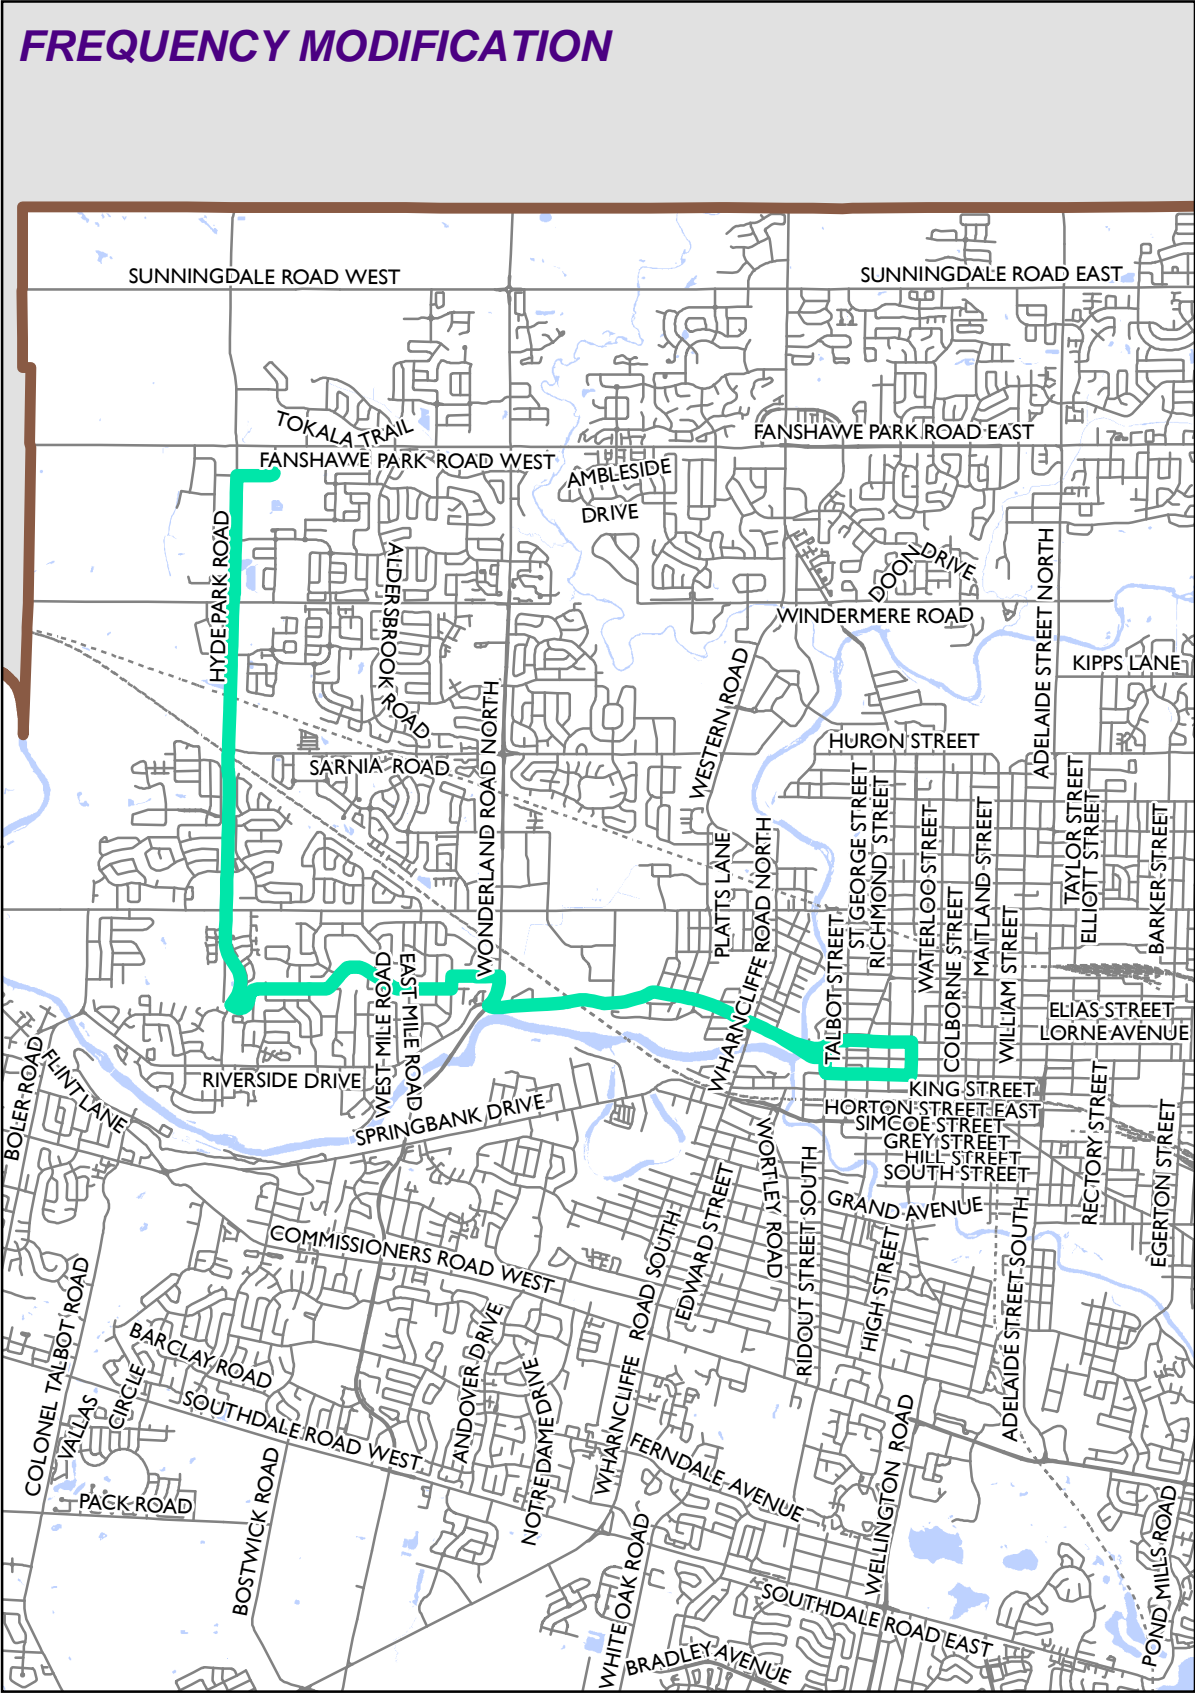 FREQUENCY MODIFICATION
SUNNINGDALE ROAD WEST
SUNNINGDALE ROAD EAST
TOKALA TRAIL
FANSHAWE PARK ROAD EAST
FANSHAWE PARK ROAD WEST
AMBLESIDE
DRIVE
HYDE PARK ROAD
ALDERSBROOK ROAD
DOON DRIVE
ADELAIDE STREET NORTH
WINDERMERE ROAD
KIPPS LANE
WESTERN ROAD
WONDERLAND ROAD NORTH
HURON STREET
SARNIA ROAD
ST GEORGE STREET
RICHMOND STREET
TAYLOR STREET
ELLIOTT STREET
WATERLOO STREET
MAITLAND STREET
BARKER STREET
PLATTS LANE
WHARNCLIFFE ROAD NORTH
TALBOT STREET
COLBORNE STREET
WILLIAM STREET
WEST MILE ROAD
EAST MILE ROAD
ELIAS STREET
LORNE AVENUE
BOLER ROAD
FLINT LANE
RIVERSIDE DRIVE
SPRINGBANK DRIVE
KING STREET
HORTON STREET EAST
SIMCOE STREET
GREY STREET
HILL STREET
SOUTH STREET
RECTORY STREET
EGERTON STREET
WORTLEY ROAD
EDWARD STREET
RIDOUT STREET SOUTH
GRAND AVENUE
HIGH STREET
ADELAIDE STREET SOUTH
COMMISSIONERS ROAD WEST
COLONEL TALBOT ROAD
BARCLAY ROAD
VALLAS
CIRCLE
SOUTHDALE ROAD WEST
ANDOVER DRIVE
NOTRE DAME DRIVE
WHARNCLIFFE ROAD SOUTH
FERNDALE AVENUE
WELLINGTON ROAD
PACK ROAD
BOSTWICK ROAD
WHITE OAK ROAD
SOUTHDALE ROAD EAST
BRADLEY AVENUE
POND MILLS ROAD